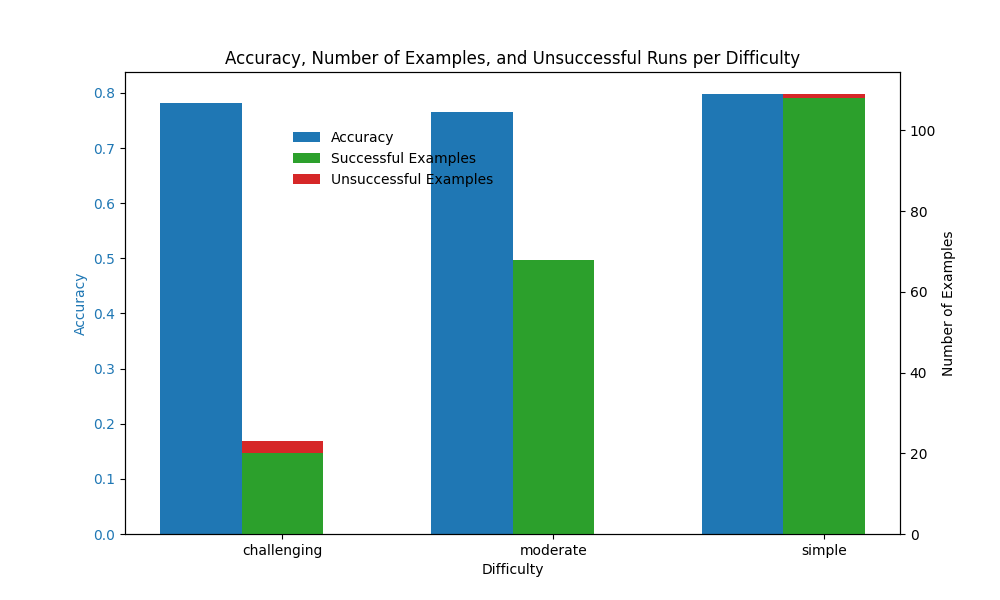 Accuracy, Number of Examples, and Unsuccessful Runs per Difficulty
0.8
0.7
0.6
0.5
0.4
0.3
0.2
0.1
0.0
Accuracy
Accuracy
Successful Examples
Unsuccessful Examples
100
80
60
40
20
0
Number of Examples
challenging moderate simple
Difficulty